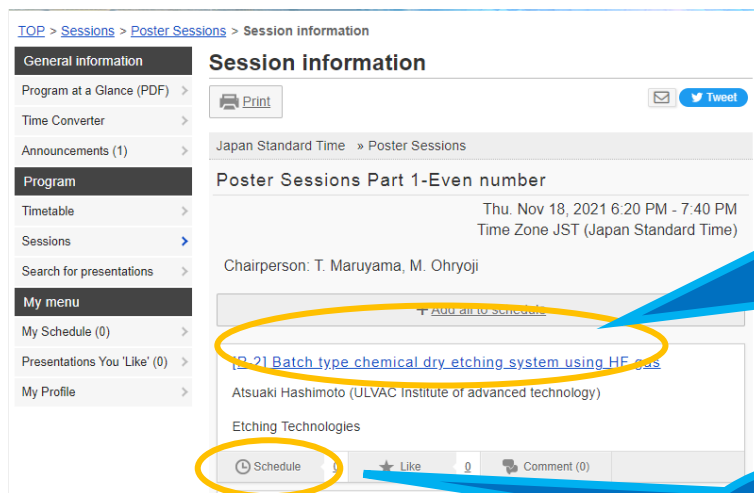 TOP > Sessions > Poster Sessions > Session information
General information
Program at a Glance (PDF)
Time Converter
Announcements (1)
Program
Timetable
Sessions
Search for presentations
My menu
My Schedule (0)
Presentations You 'Like' (0)
My Profile
Session information
Print
Tweet
Japan Standard Time » Poster Sessions
Poster Sessions Part 1-Even number
Thu. Nov 18, 2021 6:20 PM - 7:40 PM
Time Zone JST (Japan Standard Time)
Chairperson: T. Maruyama, M. Ohryoji
+ Add all to schedule
[R-2] Batch type chemical dry etching system using HF gas
Atsuaki Hashimoto (ULVAC Institute of advanced technology)
Etching Technologies
Schedule 0 Like 0 Comment (0)